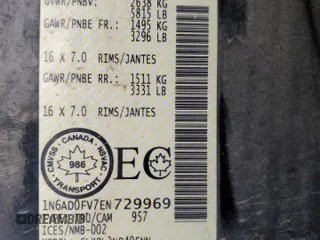 GVWR/PNBV: 2638 KG
5815 LB
GAWR/PNBE FR.: 1495 KG
3296 LB
16 X 7.0 RIMS/JANTES
GAWR/PNBE RR.: 1511 KG
3331 LB
16 X 7.0 RIMS/JANTES
CMVSS - CANADA - NSVAC
986
TRANSPORT
EC
1N6AD0FV7EN729969
957
ICES/NMB-002